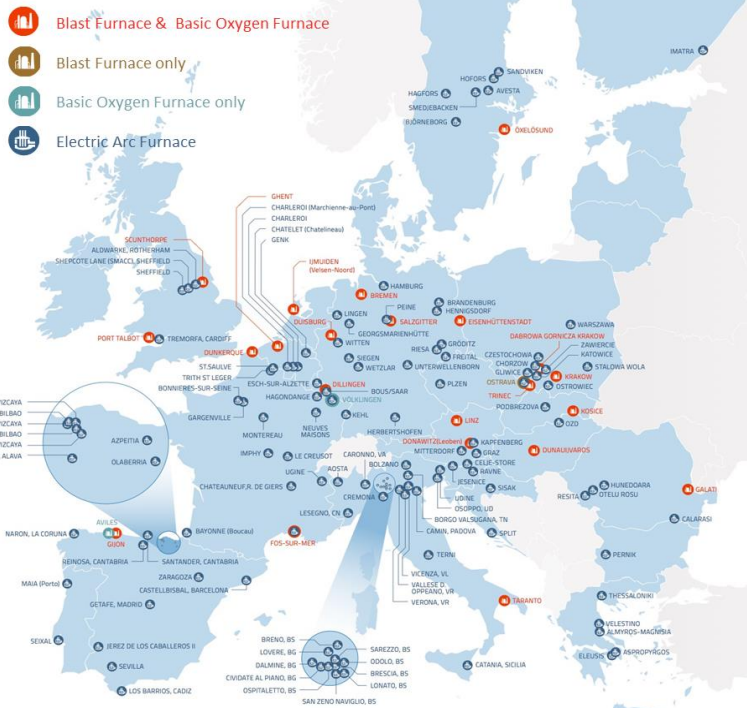 Blast Furnace & Basic Oxygen Furnace
Blast Furnace only
Basic Oxygen Furnace only
Electric Arc Furnace
IMATRA
SANDVIKEN
HOFORS
HAGFORS
AVESTA
SMEDJEBACKEN
BJÖRNEBORG
ÖXELÖSUND
GHENT
CHARLEROI (Marchienne-au-Pont)
CHARLEROI
CHATELET (Chatelineau)
GENK
SCUNTHORPE
ALDWARKE, ROTHERHAM
SHEPCOTE LANE (SMACC), SHEFFIELD
SHEFFIELD
IJMUIDEN
(Velsen-Noord)
HAMBURG
BREMEN
PEINE
BRANDENBURG
HENNIGSDORF
LINGEN
DUISBURG
SALZGITTER
EISENHÜTTENSTADT
WARSZAWA
GEORGSMARIENHÜTTE
PORT TALBOT
TREMORFA, CARDIFF
WITTEN
DABROWA GORNICZA KRAKOW
ZAWIERCIE
GRÖDITZ
RIESA
DUNKERQUE
CZESTOCHOWA
KATOWICE
SIEGEN
FREITAL
CHORZOW
ST.SAULVE
WETZLAR
UNTERWELLENBORN
GLIWICE
STALOWA WOLA
TRITH ST LEGER
KRAKOW
ESCH-SUR-ALZETTE
DILLINGEN
PLZEN
OSTRAVA
OSTROWIEC
BONNIERES-SUR-SEINE
HAGONDANGE
BOUS/SAAR
TRINEC
VÖLKLINGEN
PODBREZOVA
KOSICE
GARGENVILLE
NEUVES
MAISONS
KEHL
LINZ
OZD
MONTEREAU
HERBERTSHOFEN
VIZCAYA
BILBAO
VIZCAYA
BILBAO
VIZCAYA
ALAVA
AZPEITIA
OLABERRIA
DONAWITZ(Leoben)
KAPFENBERG
MITTERDORF
GRAZ
DUNAUJVAROS
IMPHY
LE CREUSOT
CARONNO, VA
BOLZANO
CELJE-STORE
RAVNE
UGINE
AOSTA
JESENICE
CHATEAUNEUF,R. DE GIERS
SISAK
HUNEDOARA
RESITA
OTELU ROSU
GALATI
CREMONA
UDINE
OSOPPO, UD
LESEGNO, CN
BORGO VALSUGANA, TN
CALARASI
AVILES
NARON, LA CORUNA
GIJON
BAYONNE (Boucau)
FOS-SUR-MER
CAMIN, PADOVA
SPLIT
REINOSA, CANTABRIA
SANTANDER, CANTABRIA
TERNI
PERNIK
ZARAGOZA
VICENZA, VI
MAIA (Porto)
CASTELLBISBAL, BARCELONA
VALLESE D.
OPPEANO, VR
VERONA, VR
GETAFE, MADRID
TARANTO
THESSALONIKI
VELESTINO
ALMYROS-MAGNISIA
SEIXAL
JEREZ DE LOS CABALLEROS II
BRENO, BS
SAREZZO, BS
LOVERE, BG
ODOLO, BS
ELEUSIS
ASPROPYRGOS
SEVILLA
DALMINE, BG
BRESCIA, BS
CATANIA, SICILIA
CIVIDATE AL PIANO, BG
LONATO, BS
LOS BARRIOS, CADIZ
OSPITALETTO, BS
SAN ZENO NAVIGLIO, BS